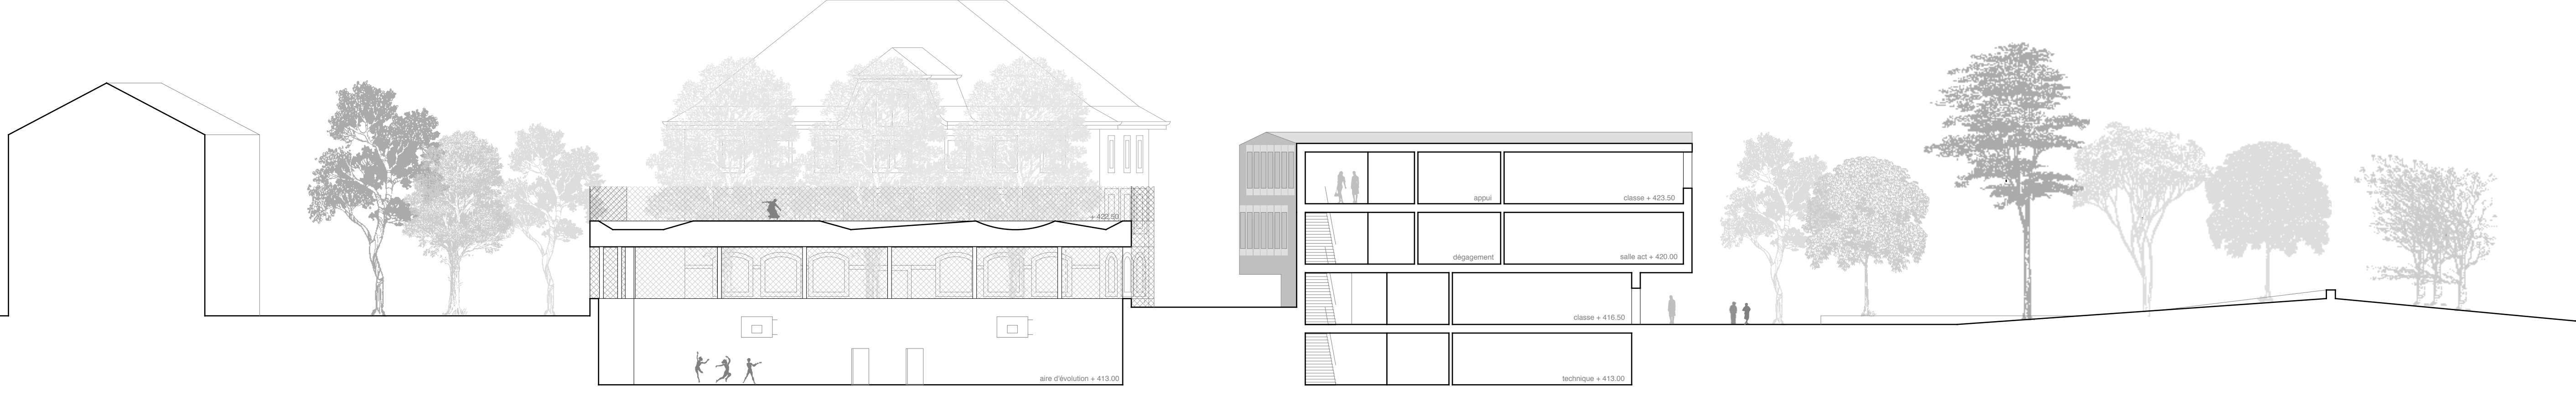 + 422.50
appui
classe + 423.50
dégagement
salle act + 420.00
classe + 416.50
aire d'évolution + 413.00
technique + 413.00